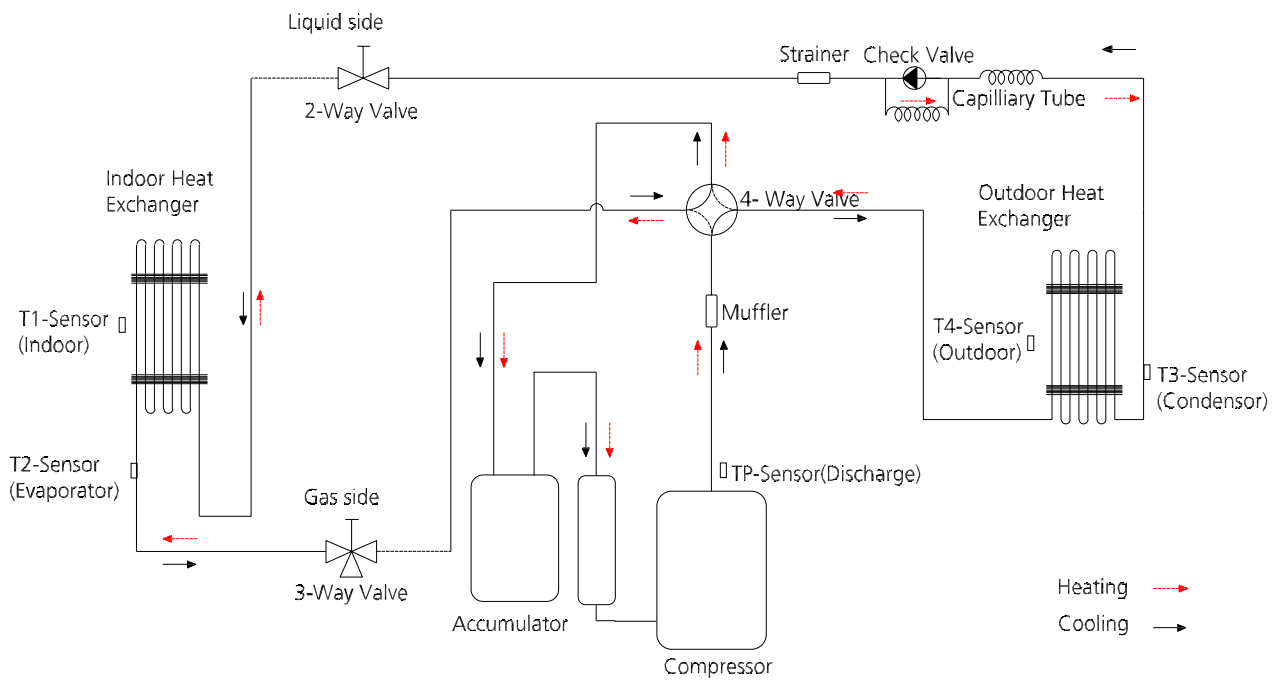 Liquid side
2-Way Valve
Strainer
Check Valve
Capilliary Tube
Indoor Heat
Exchanger
4- Way Valve
Outdoor Heat
Exchanger
T1-Sensor
(Indoor)
Muffler
T4-Sensor
(Outdoor)
T3-Sensor
(Condensor)
T2-Sensor
(Evaporator)
TP-Sensor(Discharge)
Gas side
3-Way Valve
Accumulator
Compressor
Heating
Cooling